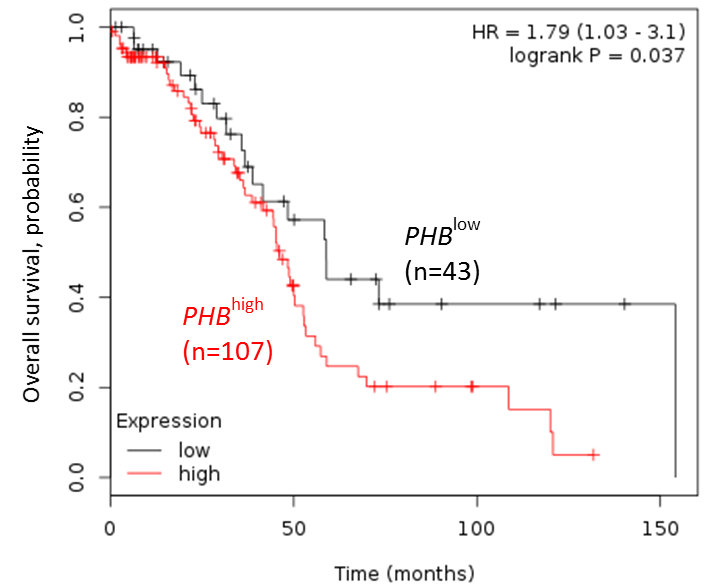 HR = 1.79 (1.03 - 3.1)
logrank P = 0.037
Overall survival, probability
1.0
0.8
0.6
0.4
0.2
0.0
PHBlow
(n=43)
PHBhigh
(n=107)
Expression
low
high
0 50 100 150
Time (months)